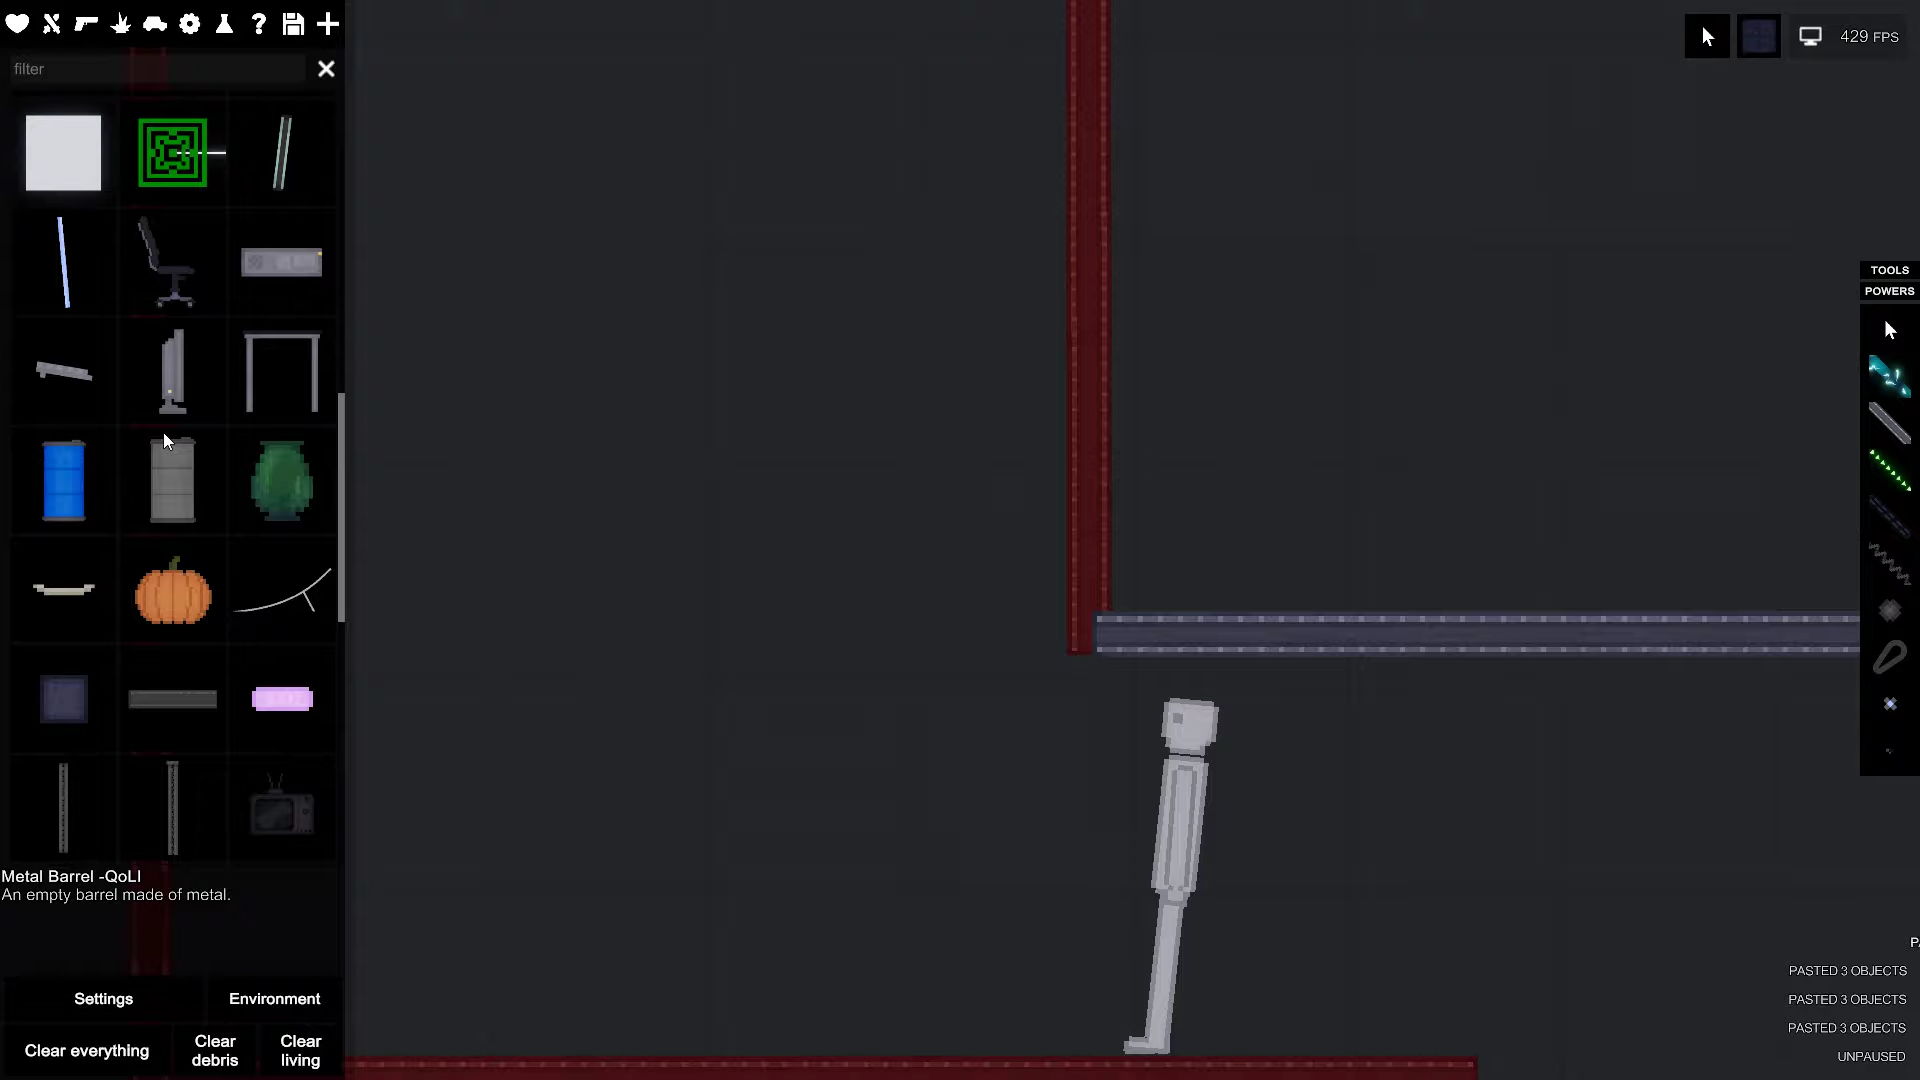 filter
429 FPS
TOOLS
POWERS
Metal Barrel -QoLI
An empty barrel made of metal.
Settings
Environment
Clear everything
Clear
debris
Clear
living
PASTED 3 OBJECTS
PASTED 3 OBJECTS
PASTED 3 OBJECTS
UNPAUSED